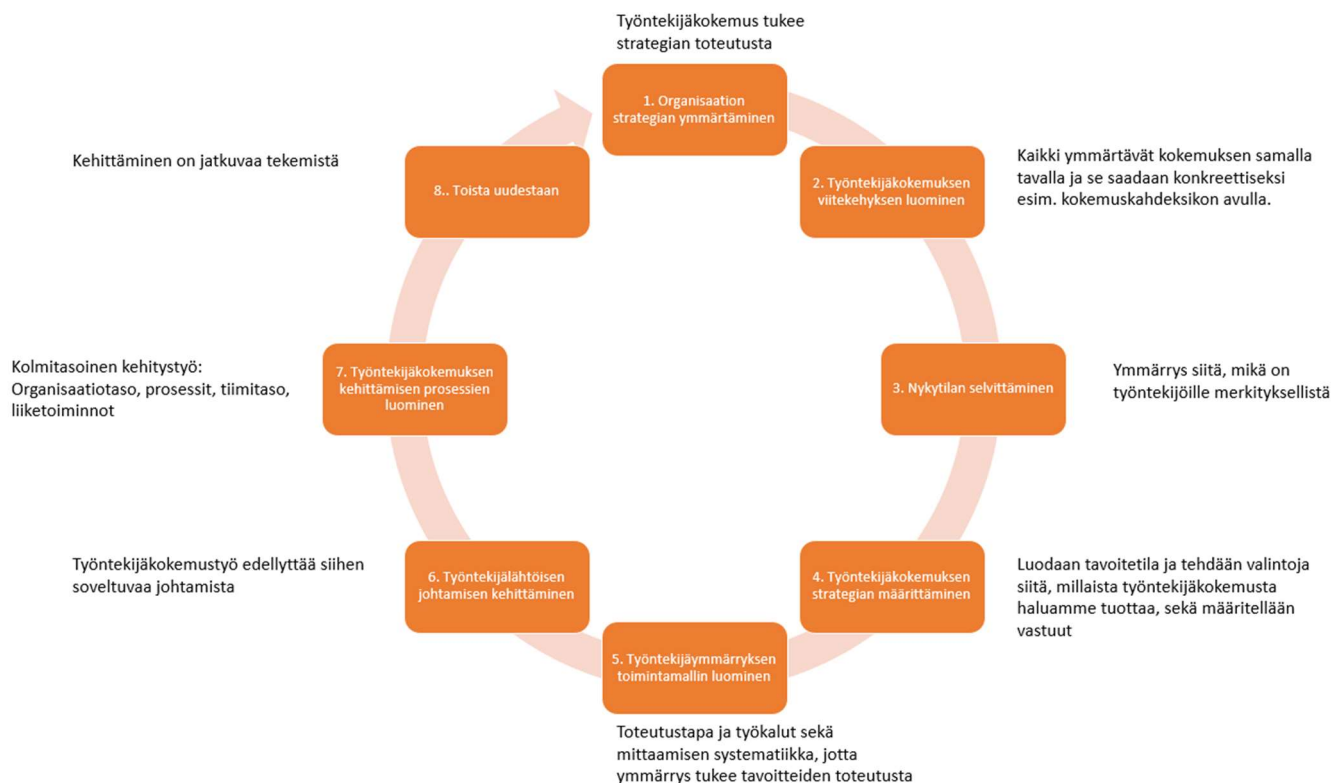 Työntekijäkokemus tukee
strategian toteutusta
1. Organisaation
strategian ymmärtäminen
2. Työntekijäkokemuksen
viitekehyksen luominen
Kaikki ymmärtävät kokemuksen samalla
tavalla ja se saadaan konkreettiseksi
esim. kokemuskahdeksikon avulla.
3. Nykytilan selvittäminen
Ymmärrys siitä, mikä on
työntekijöille merkityksellistä
4. Työntekijäkokemuksen
strategian määrittäminen
Luodaan tavoitetila ja tehdään valintoja
siitä, millaista työntekijäkokemusta
haluamme tuottaa, sekä määritellään
vastuut
5. Työntekijäymmärryksen
toimintamallin luominen
Toteutustapa ja työkalut sekä
mittaamisen systematiikka, jotta
ymmärrys tukee tavoitteiden toteutusta
6. Työntekijälähtöisen
johtamisen kehittäminen
Työntekijäkokemustyö edellyttää siihen
soveltuvaa johtamista
7. Työntekijäkokemuksen
kehittämisen prosessien
luominen
Kolmitasoinen kehitystyö:
Organisaatiotaso, prosessit, tiimitaso,
liiketoiminnot
8.. Toista uudestaan
Kehittäminen on jatkuvaa tekemistä